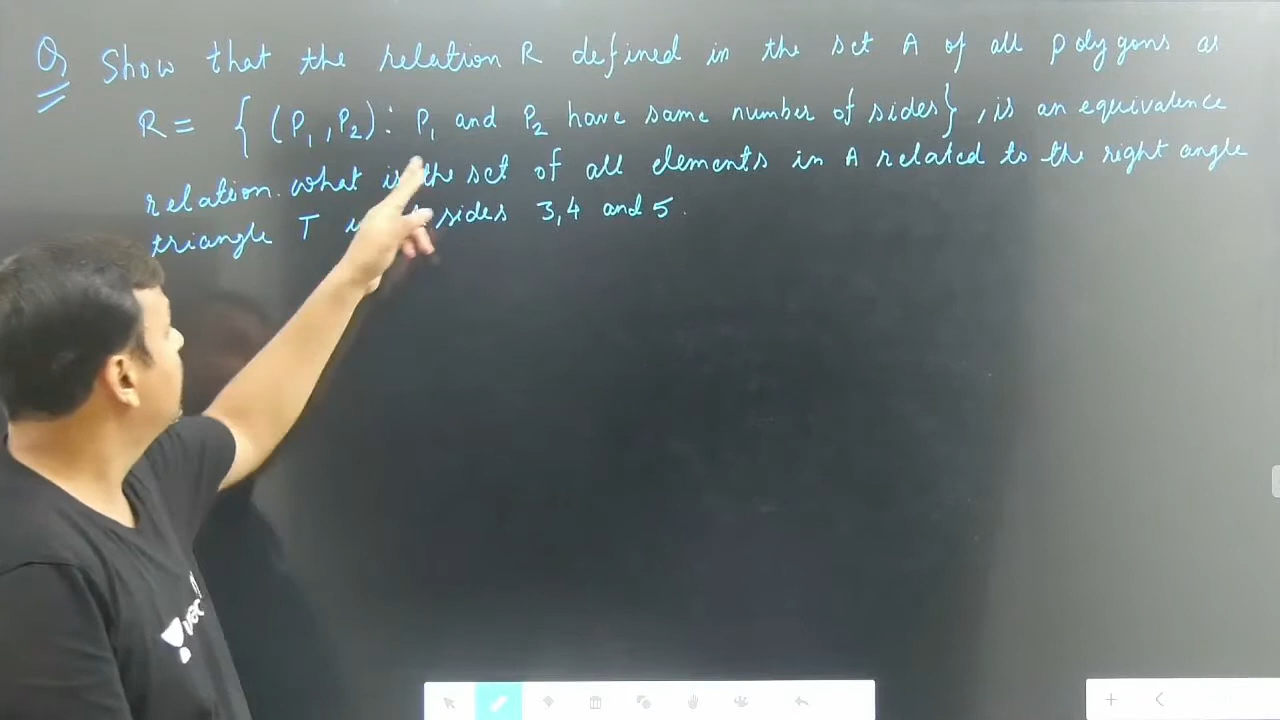 Q Show that the relation R defined in the set A of all polygons as
R = { (P₁,P₂): P₁ and P₂ have same number of sides}, is an equivalence
relation. what is the set of all elements in A related to the right angle
triangle T sides 3,4 and 5.